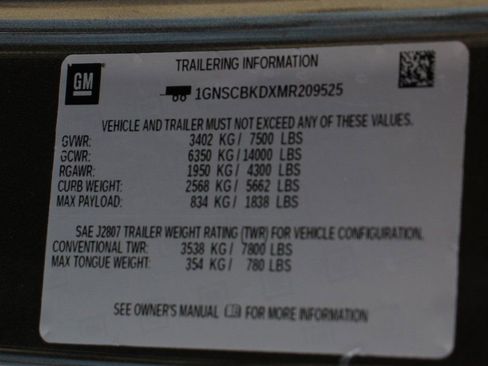 GM
TRAILERING INFORMATION
1GNSCBKDXMR209525
VEHICLE AND TRAILER MUST NOT EXCEED ANY OF THESE VALUES.
GVWR: 3402 KG/ 7500 LBS
GCWR: 6350 KG/14000 LBS
RGAWR: 1950 KG/ 4300 LBS
CURB WEIGHT: 2568 KG/ 5662 LBS
MAX PAYLOAD: 834 KG/ 1838 LBS
SAE J2807 TRAILER WEIGHT RATING (TWR) FOR VEHICLE CONFIGURATION.
CONVENTIONAL TWR: 3538 KG/ 7800 LBS
MAX TONGUE WEIGHT: 354 KG/ 780 LBS
SEE OWNER'S MANUAL FOR MORE INFORMATION